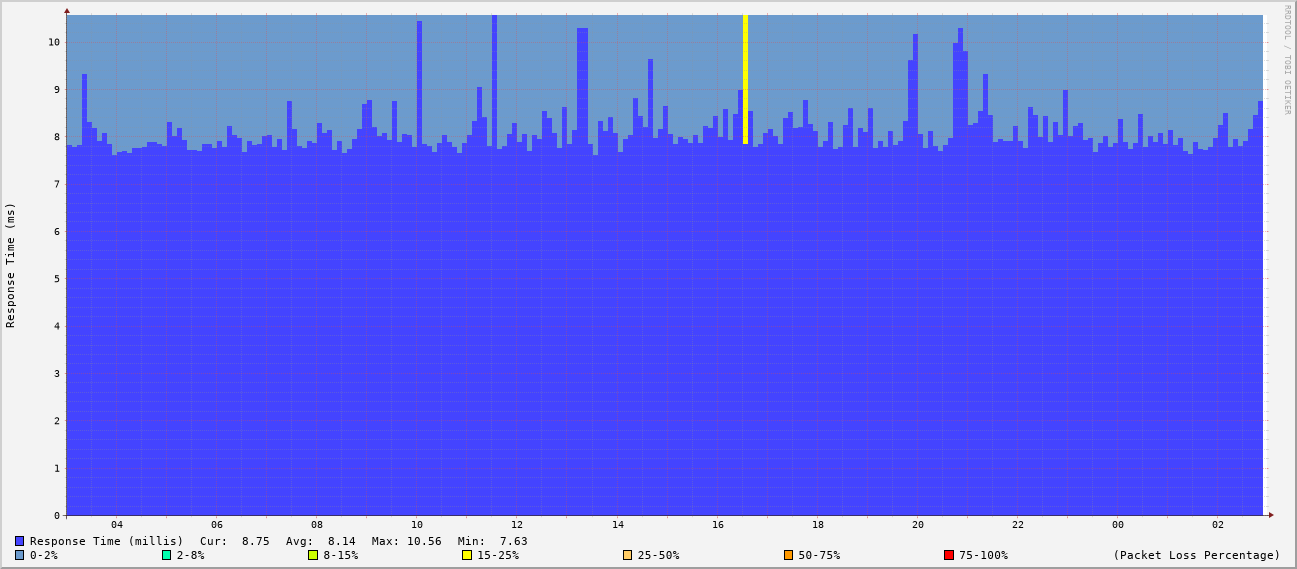 RRDTOOL / TOBI OETIKER
Response Time (ms)
10
9
8
7
6
5
4
3
2
1
0
04 06 08 10 12 14 16 18 20 22 00 02
Response Time (millis) Cur: 8.75 Avg: 8.14 Max: 10.56 Min: 7.63
0-2% 2-8% 8-15% 15-25% 25-50% 50-75% 75-100% (Packet Loss Percentage)